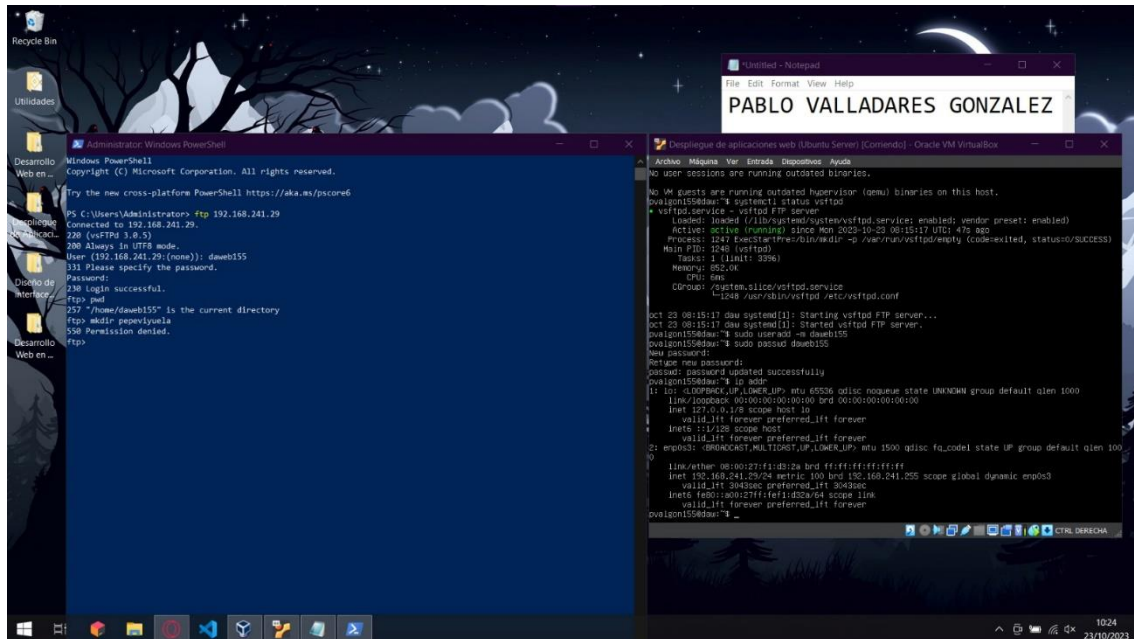 Recycle Bin
Utilidades
Desarrollo
Web en ...
Despliegue
de Aplicaci...
Diseño de
Interface...
Desarrollo
Web en ...
*Untitled - Notepad
File Edit Format View Help
PABLO VALLADARES GONZALEZ
Administrator: Windows PowerShell
Windows PowerShell
Copyright (C) Microsoft Corporation. All rights reserved.
Try the new cross-platform PowerShell https://aka.ms/pscore6
PS C:\Users\Administrator> ftp 192.168.241.29
Connected to 192.168.241.29.
220 (vsFTPd 3.0.5)
200 Always in UTF8 mode.
User (192.168.241.29:(none)): daweb155
331 Please specify the password.
Password:
230 Login successful.
ftp> pwd
257 "/home/daweb155" is the current directory
ftp> mkdir pepeviyuela
550 Permission denied.
ftp>
Despliegue de aplicaciones web (Ubuntu Server) [Corriendo] - Oracle VM VirtualBox
Archivo Máquina Ver Entrada Dispositivos Ayuda
No user sessions are running outdated binaries.
No VM guests are running outdated hypervisor (qemu) binaries on this host.
pvalgon155@daw:~$ systemctl status vsftpd
● vsftpd.service - vsftpd FTP server
Loaded: loaded (/lib/systemd/system/vsftpd.service; enabled; vendor preset: enabled)
Active: active (running) since Mon 2023-10-23 08:15:17 UTC; 47s ago
Process: 1247 ExecStartPre=/bin/mkdir -p /var/run/vsftpd/empty (code=exited, status=0/SUCCESS)
Main PID: 1248 (vsftpd)
Tasks: 1 (limit: 3396)
Memory: 852.0K
CPU: 6ms
CGroup: /system.slice/vsftpd.service
└─1248 /usr/sbin/vsftpd /etc/vsftpd.conf
oct 23 08:15:17 daw systemd[1]: Starting vsftpd FTP server...
oct 23 08:15:17 daw systemd[1]: Started vsftpd FTP server.
pvalgon155@daw:~$ sudo useradd -m daweb155
pvalgon155@daw:~$ sudo passwd daweb155
New password:
Retype new password:
passwd: password updated successfully
pvalgon155@daw:~$ ip addr
1: lo: <LOOPBACK,UP,LOWER_UP> mtu 65536 qdisc noqueue state UNKNOWN group default qlen 1000
link/loopback 00:00:00:00:00:00 brd 00:00:00:00:00:00
inet 127.0.0.1/8 scope host lo
valid_lft forever preferred_lft forever
inet6 ::1/128 scope host
valid_lft forever preferred_lft forever
2: enp0s3: <BROADCAST,MULTICAST,UP,LOWER_UP> mtu 1500 qdisc fq_codel state UP group default qlen 100
0
link/ether 08:00:27:f1:d3:2a brd ff:ff:ff:ff:ff:ff
inet 192.168.241.29/24 metric 100 brd 192.168.241.255 scope global dynamic enp0s3
valid_lft 3043sec preferred_lft 3043sec
inet6 fe80::a00:27ff:fef1:d32a/64 scope link
valid_lft forever preferred_lft forever
pvalgon155@daw:~$ _
CTRL DERECHA
10:24
23/10/2023